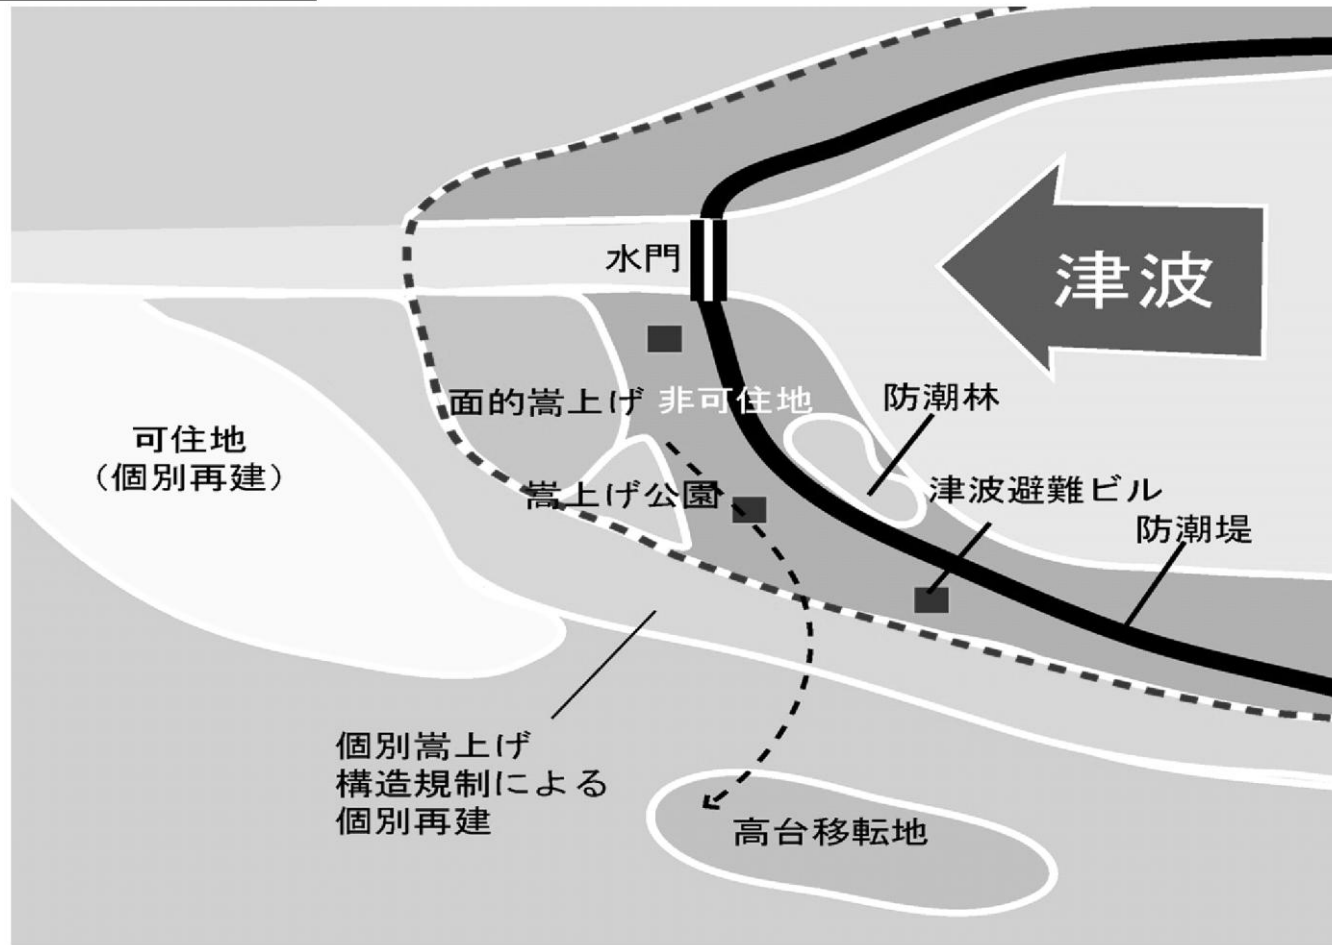 水門
津波
面的嵩上げ
非可住地
防潮林
可住地
（個別再建）
嵩上げ公園
津波避難ビル
防潮堤
個別嵩上げ
構造規制による
個別再建
高台移転地